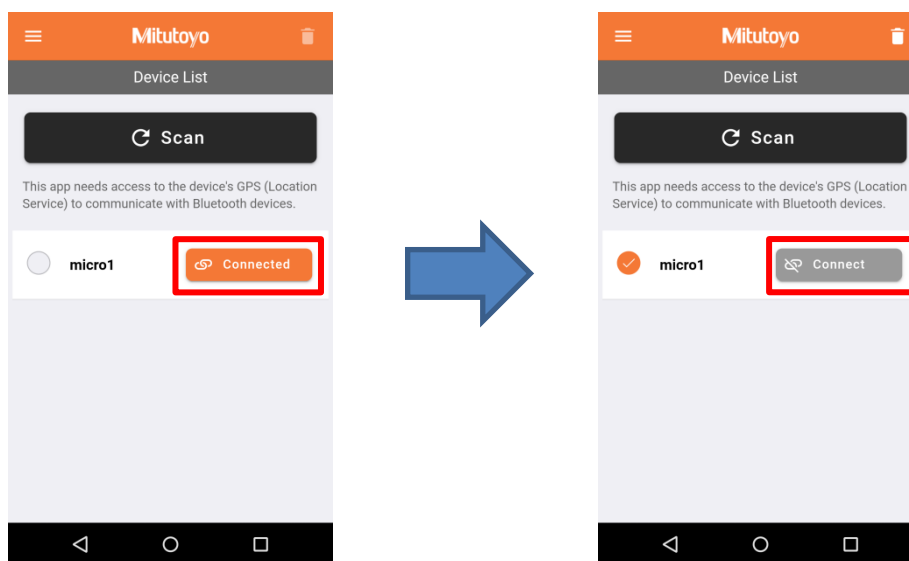 Mitutoyo
Device List
Scan
This app needs access to the device's GPS (Location
Service) to communicate with Bluetooth devices.
micro1
Connected
Mitutoyo
Device List
Scan
This app needs access to the device's GPS (Location
Service) to communicate with Bluetooth devices.
micro1
Connect